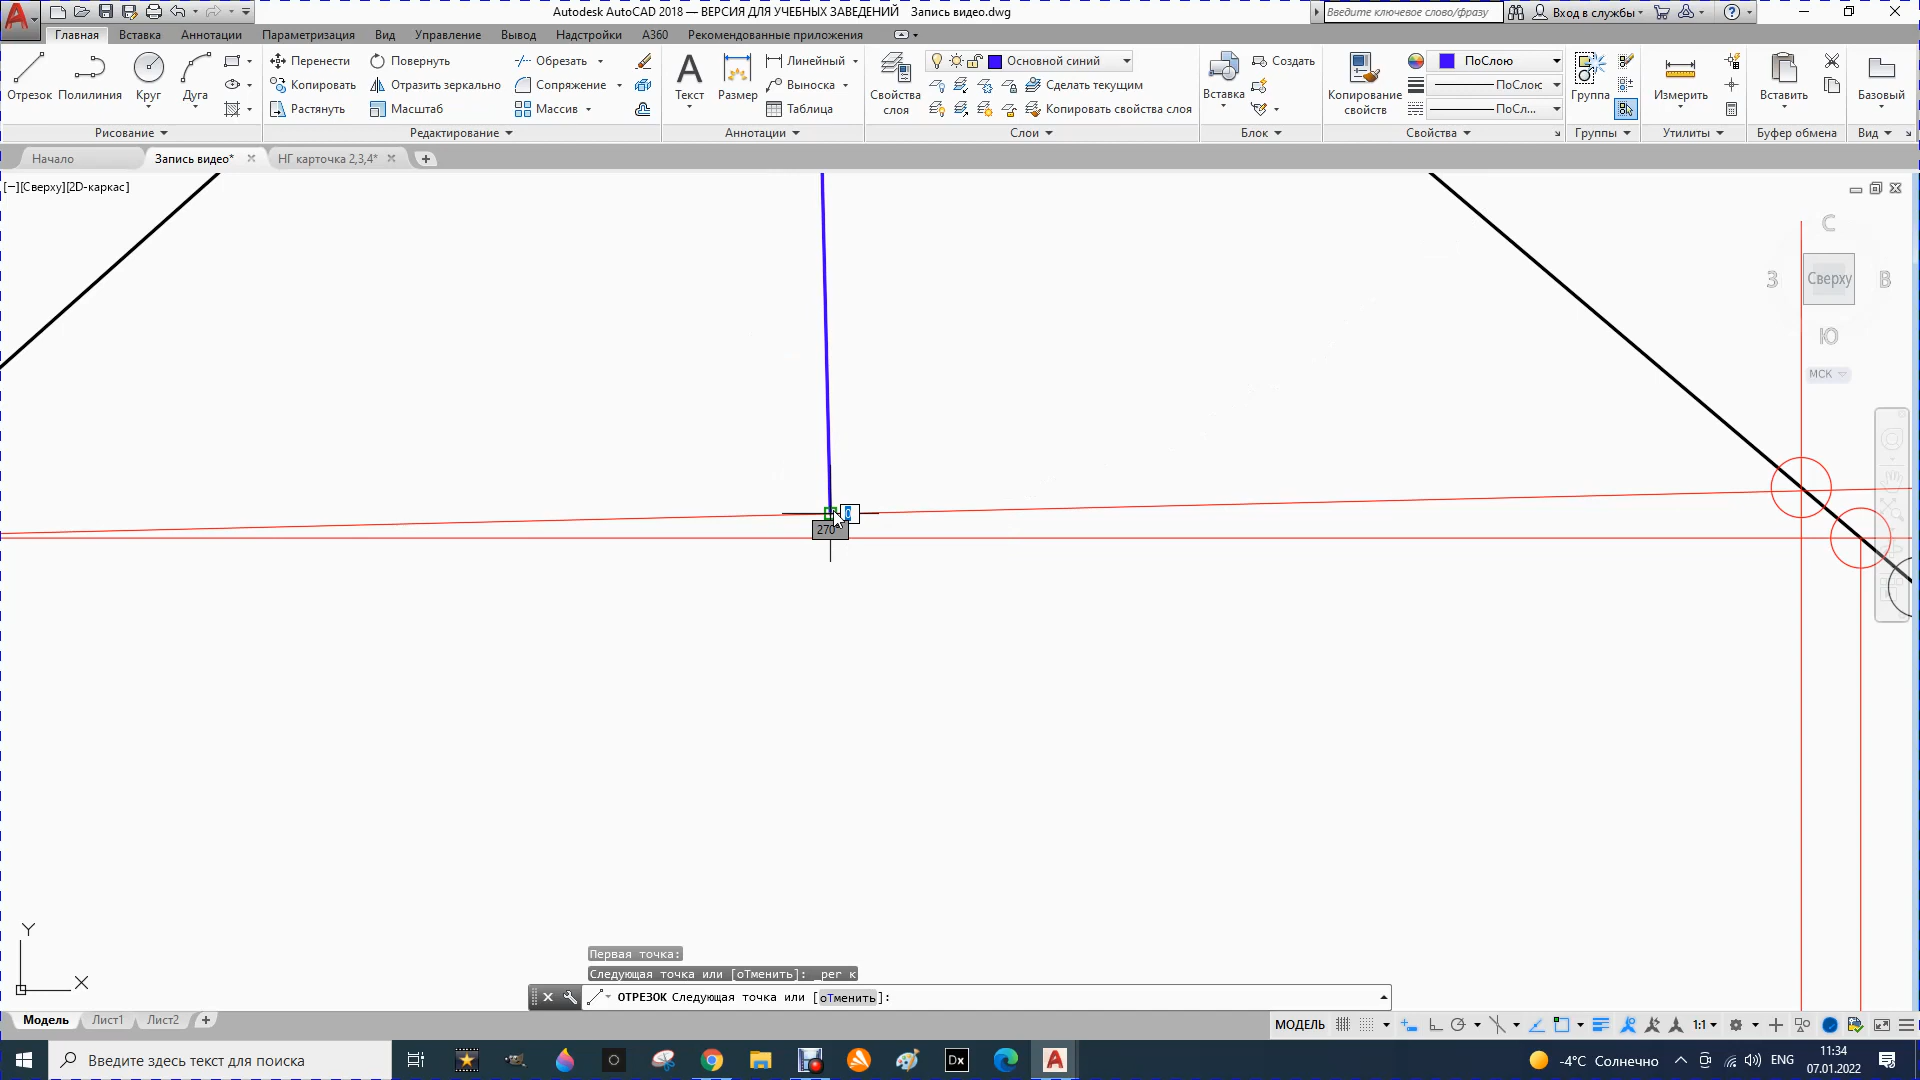 Autodesk AutoCAD 2018 — ВЕРСИЯ ДЛЯ УЧЕБНЫХ ЗАВЕДЕНИЙ Запись видео.dwg
Введите ключевое слово/фразу
Вход в службы
Главная Вставка Аннотации Параметризация Вид Управление Вывод Надстройки A360 Рекомендованные приложения
Отрезок
Полилиния
Круг
Дуга
Рисование
Перенести
Повернуть
Обрезать
Копировать
Отразить зеркально
Сопряжение
Растянуть
Масштаб
Массив
Редактирование
Текст
Размер
Линейный
Выноска
Таблица
Аннотации
Свойства слоя
Основной синий
Сделать текущим
Копировать свойства слоя
Слои
Вставка
Создать
Блок
Копирование свойств
ПоСлою
ПоСлою
ПоСл...
Свойства
Группа
Группы
Измерить
Утилиты
Вставить
Буфер обмена
Базовый
Вид
Начало
Запись видео*
НГ карточка 2,3,4*
[−][Сверху][2D-каркас]
С
З
Сверху
В
Ю
МСК
0
270°
Y
X
Первая точка:
Следующая точка или [оТменить]: _per к
ОТРЕЗОК Следующая точка или [оТменить]:
Модель Лист1 Лист2
МОДЕЛЬ
1:1
Введите здесь текст для поиска
Dx
-4°C Солнечно
ENG
11:34
07.01.2022